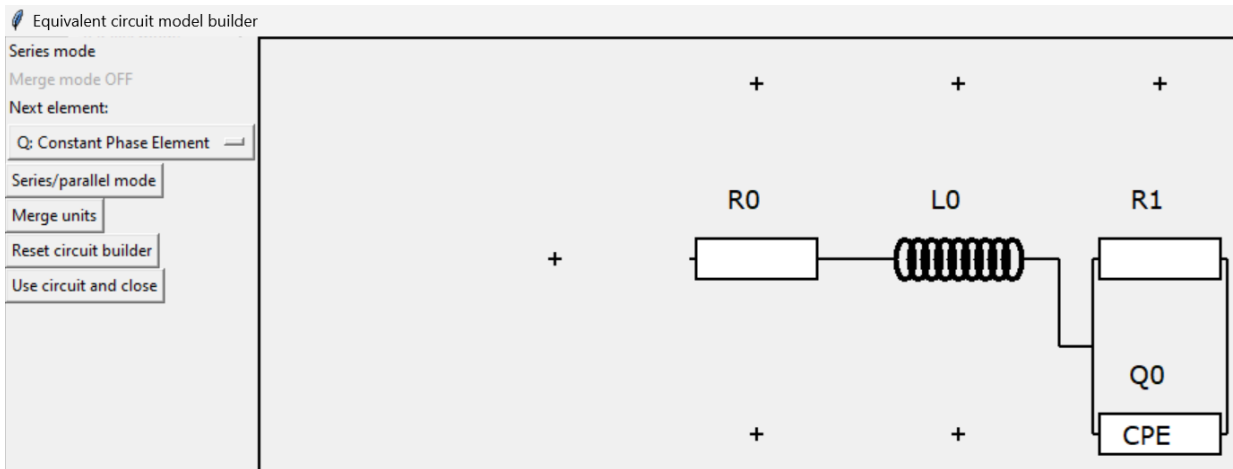 Equivalent circuit model builder
Series mode
Merge mode OFF
Next element:
Q: Constant Phase Element
Series/parallel mode
Merge units
Reset circuit builder
Use circuit and close
R0 L0 R1
Q0
CPE